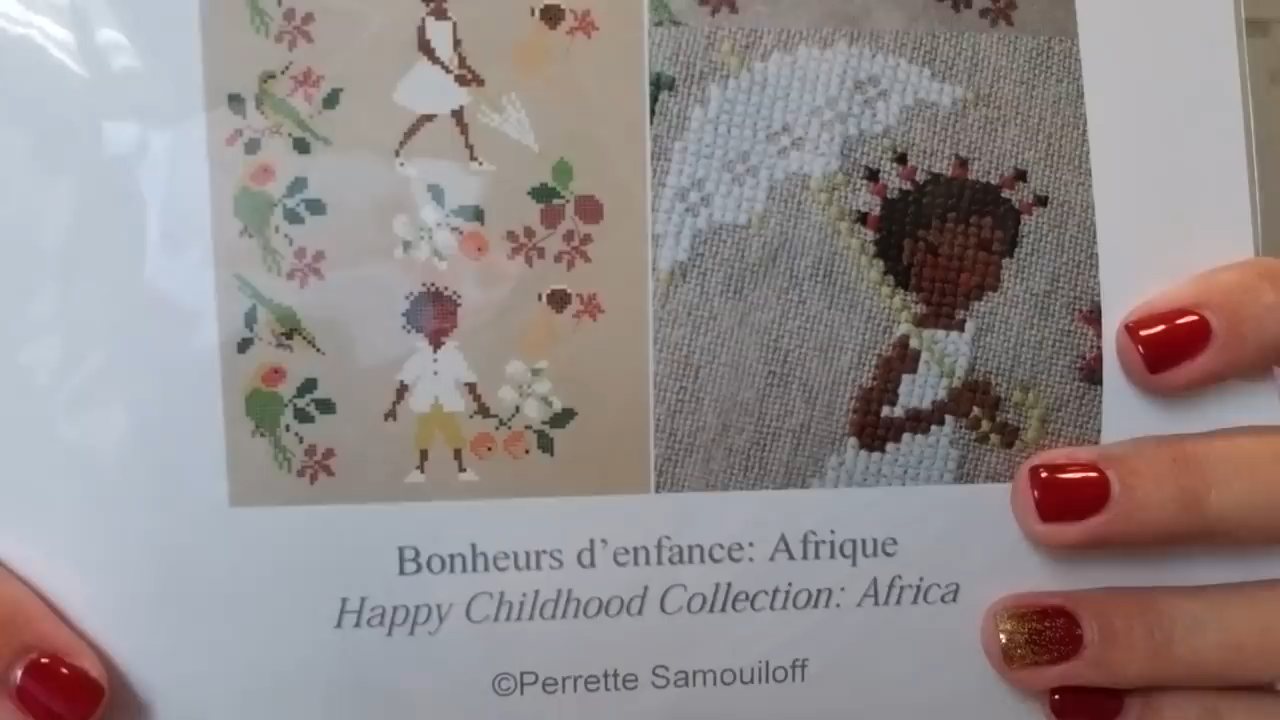 Bonheurs d'enfance: Afrique
Happy Childhood Collection: Africa
©Perrette Samouiloff